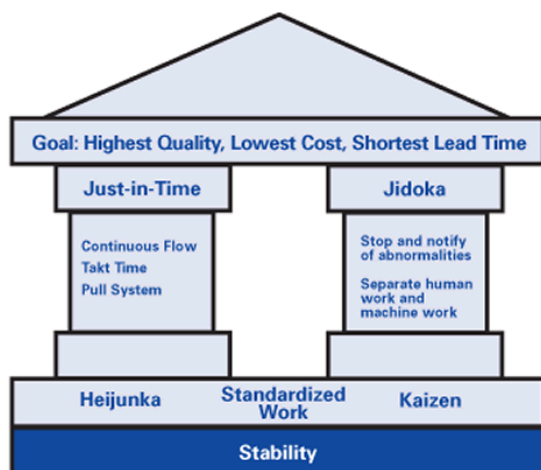 Goal: Highest Quality, Lowest Cost, Shortest Lead Time
Just-in-Time
Continuous Flow
Takt Time
Pull System
Jidoka
Stop and notify
of abnormalities
Separate human
work and
machine work
Heijunka
Standardized
Work
Kaizen
Stability